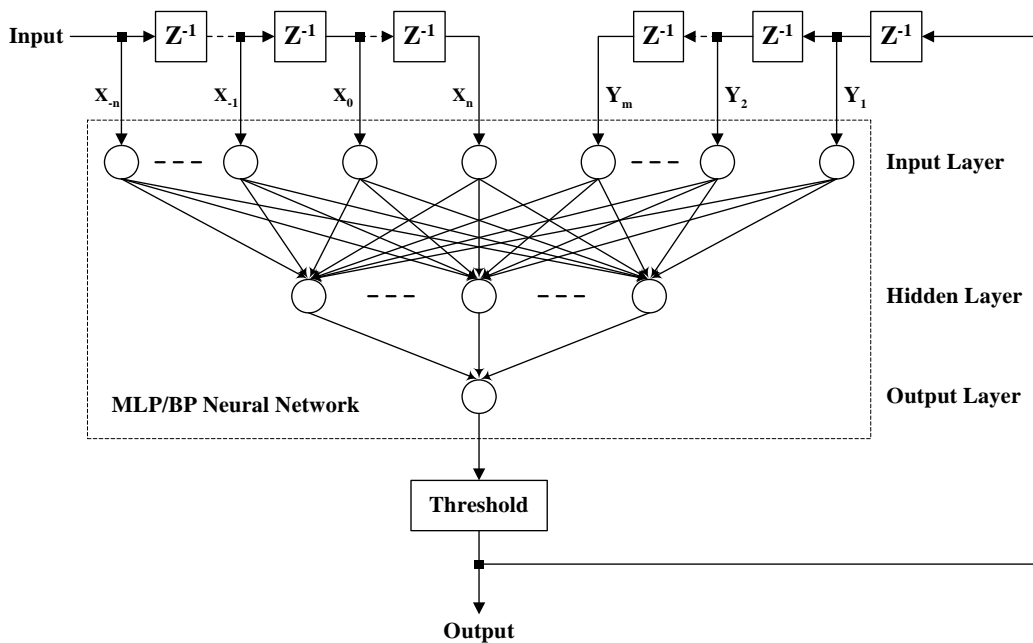 Input
Z⁻¹ Z⁻¹ Z⁻¹ Z⁻¹ Z⁻¹ Z⁻¹
X₋ₙ X₋₁ X₀ Xₙ Yₘ Y₂ Y₁
Input Layer
Hidden Layer
MLP/BP Neural Network
Output Layer
Threshold
Output